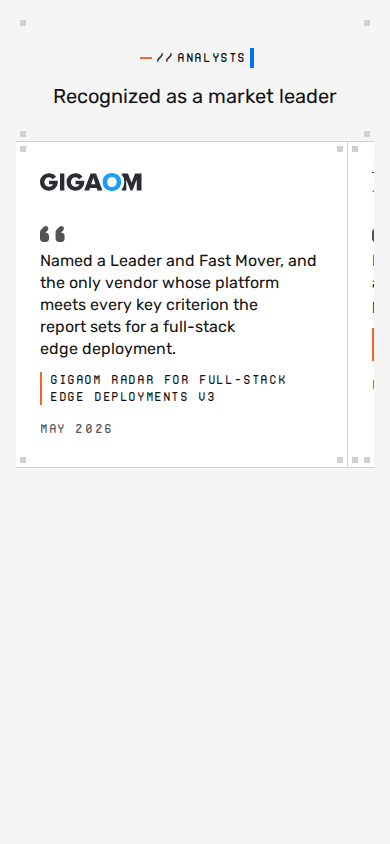 // ANALYSTS
Recognized as a market leader
GIGAOM
Named a Leader and Fast Mover, and
the only vendor whose platform
meets every key criterion the
report sets for a full-stack
edge deployment.
GIGAOM RADAR FOR FULL-STACK
EDGE DEPLOYMENTS V3
MAY 2026